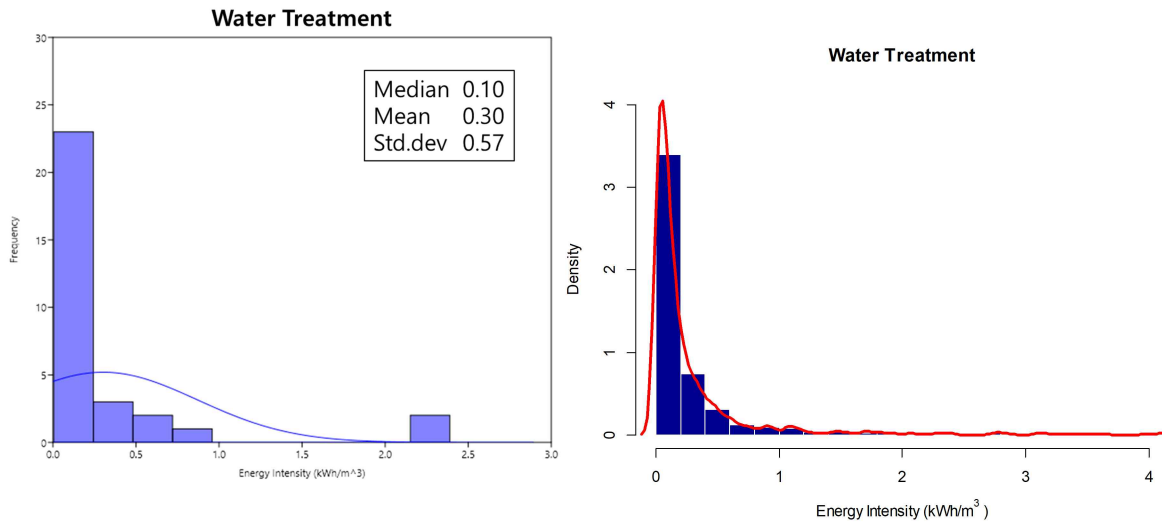 Water Treatment
30
25
20
15
10
5
0
Frequency
Median 0.10
Mean 0.30
Std.dev 0.57
0.0 0.5 1.0 1.5 2.0 2.5 3.0
Energy Intensity (kWh/m^3)
Water Treatment
4
3
2
1
0
Density
0 1 2 3 4
Energy Intensity (kWh/m³)